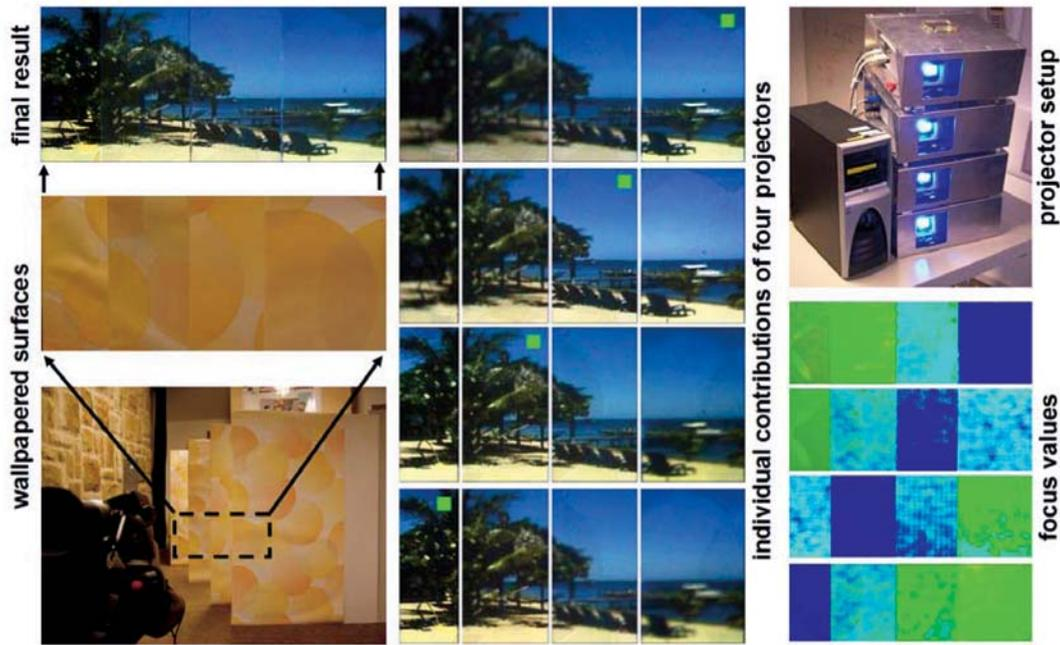 final result
wallpapered surfaces
individual contributions of four projectors
projector setup
focus values